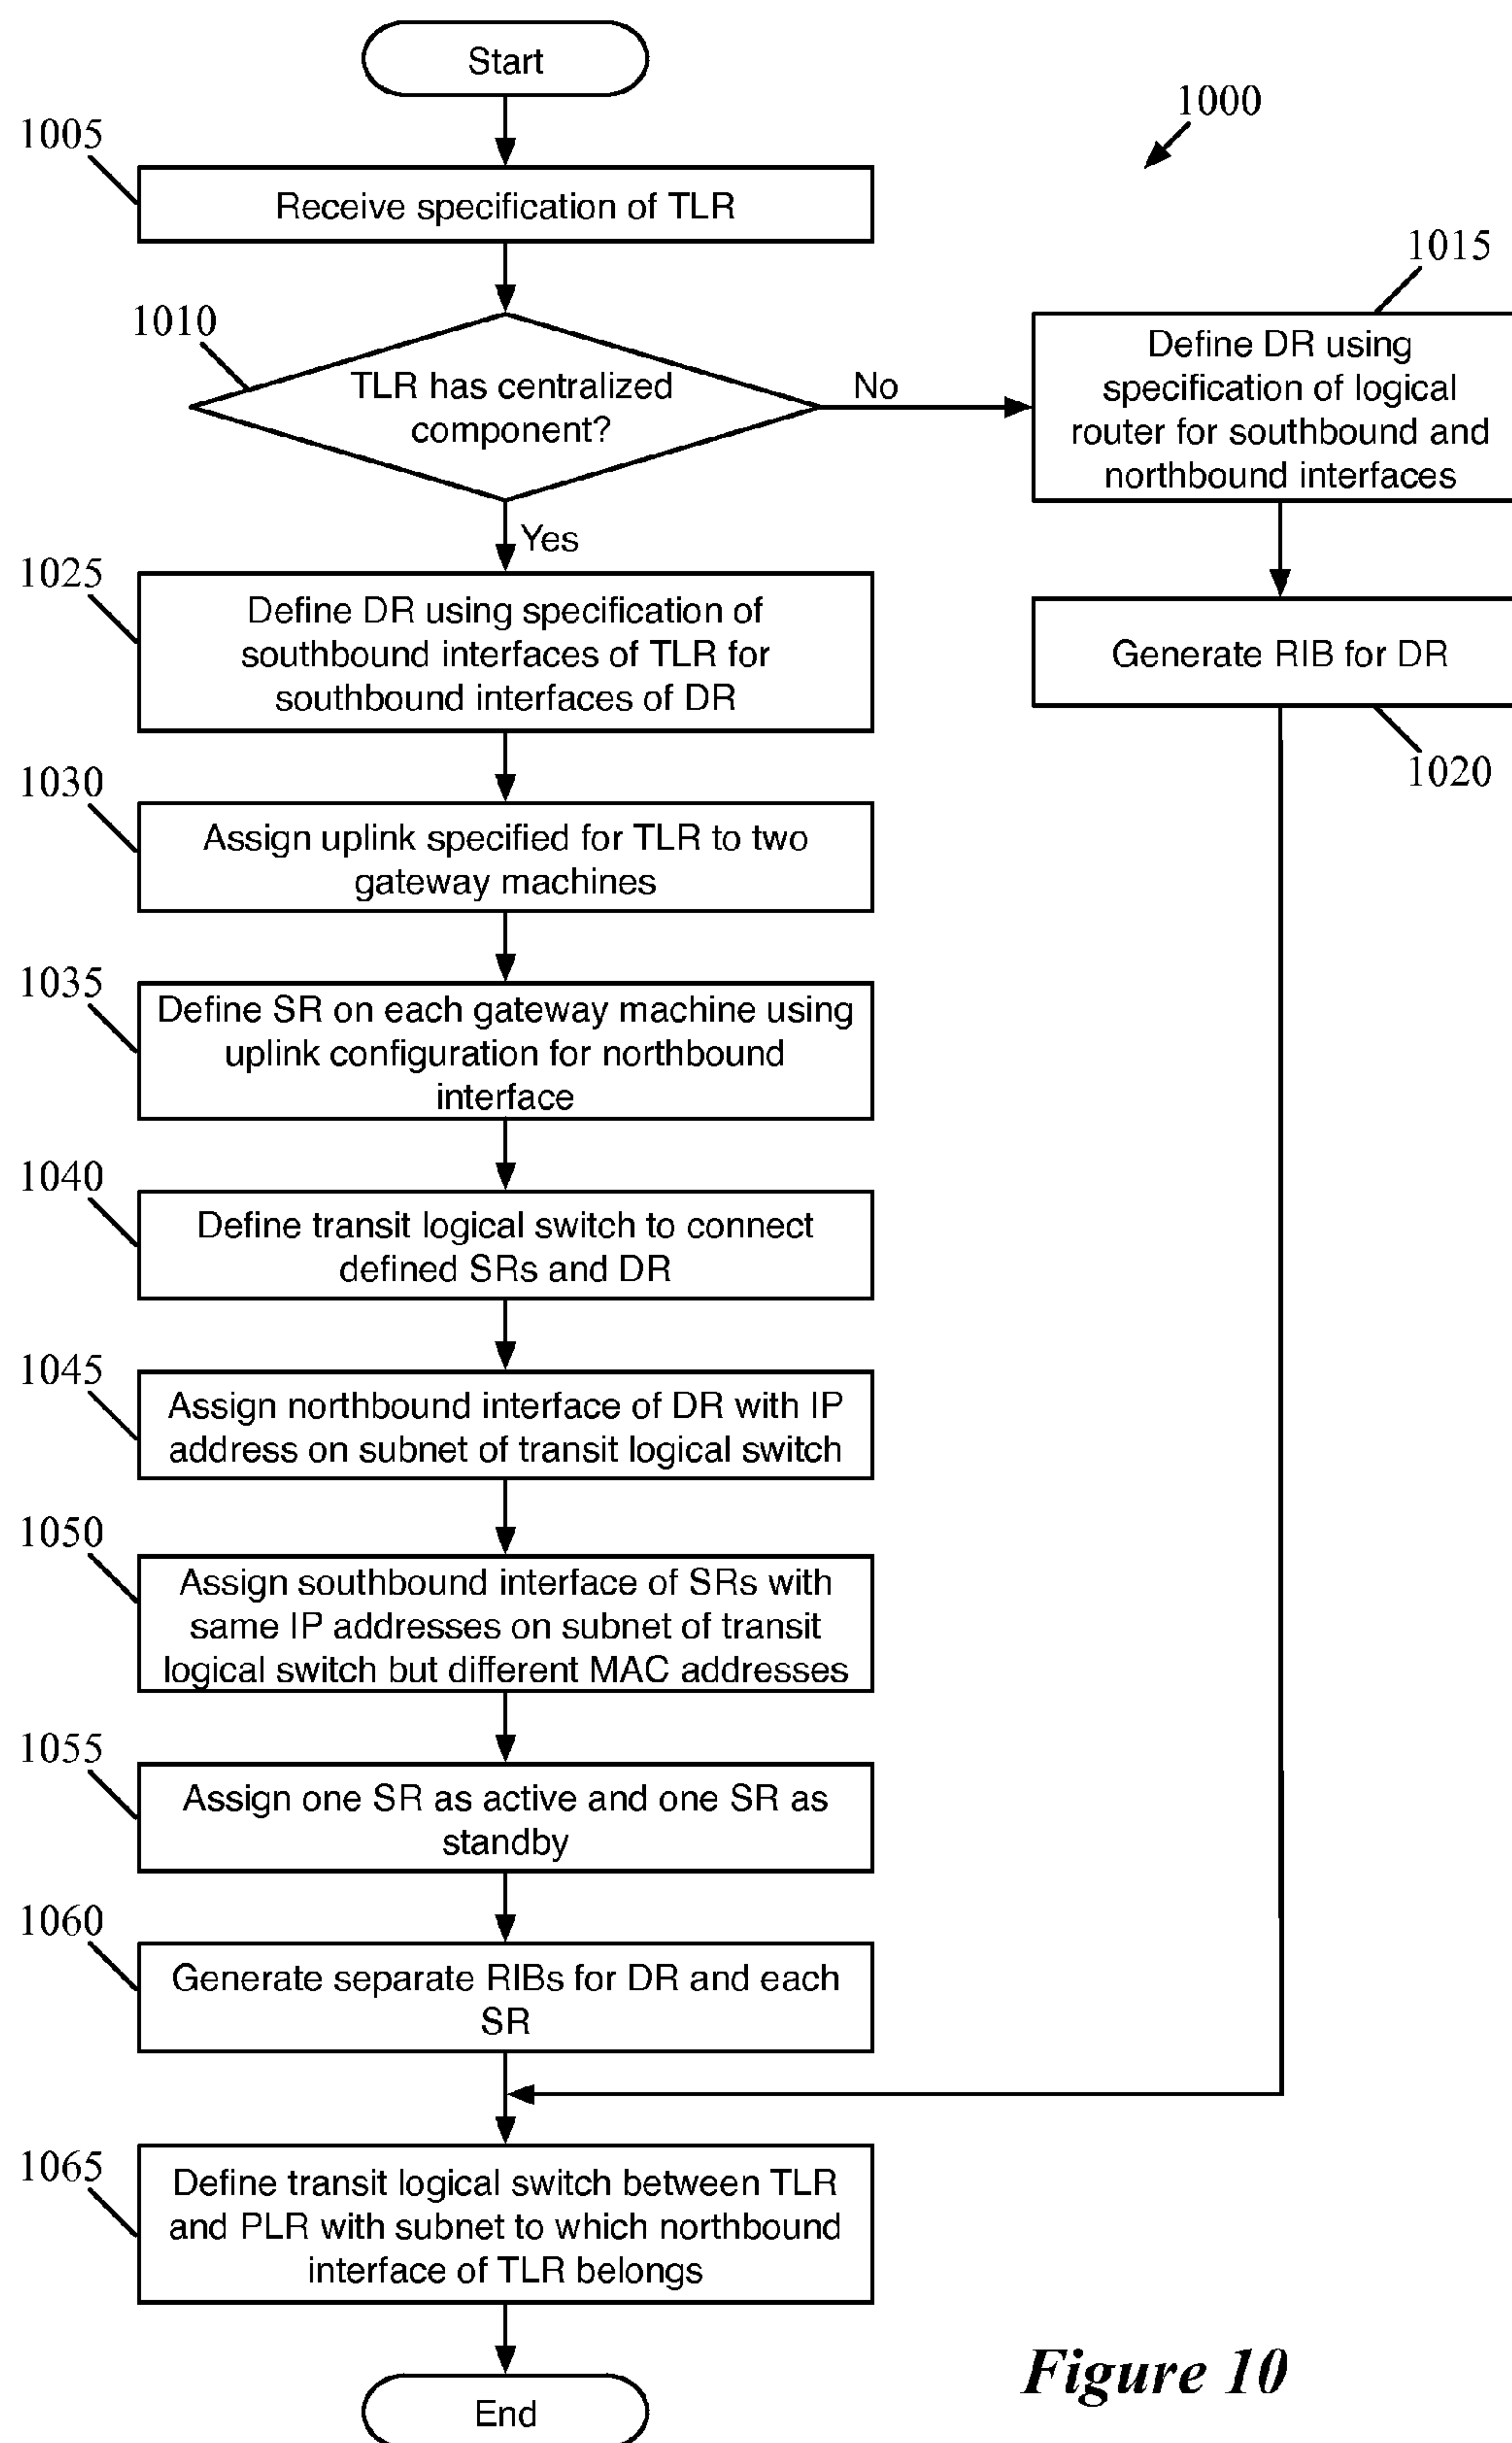 Start
1000
1005
Receive specification of TLR
1010
TLR has centralized
component?
No
Yes
1015
Define DR using
specification of logical
router for southbound and
northbound interfaces
Generate RIB for DR
1020
1025
Define DR using specification of
southbound interfaces of TLR for
southbound interfaces of DR
1030
Assign uplink specified for TLR to two
gateway machines
1035
Define SR on each gateway machine using
uplink configuration for northbound
interface
1040
Define transit logical switch to connect
defined SRs and DR
1045
Assign northbound interface of DR with IP
address on subnet of transit logical switch
1050
Assign southbound interface of SRs with
same IP addresses on subnet of transit
logical switch but different MAC addresses
1055
Assign one SR as active and one SR as
standby
1060
Generate separate RIBs for DR and each
SR
1065
Define transit logical switch between TLR
and PLR with subnet to which northbound
interface of TLR belongs
End
Figure 10